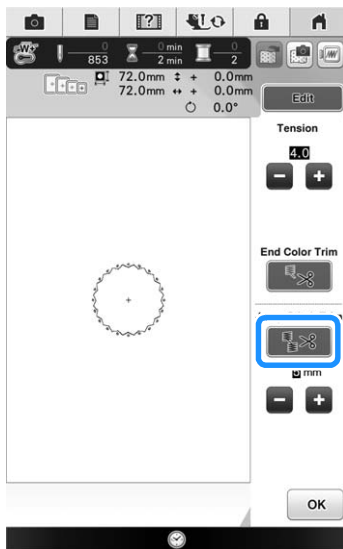 W+
0
853
0 min
2 min
0
2
72.0mm ↕ + 0.0mm
72.0mm ↔ + 0.0mm
0.0°
Edit
Tension
4.0
− +
End Color Trim
mm
− +
OK